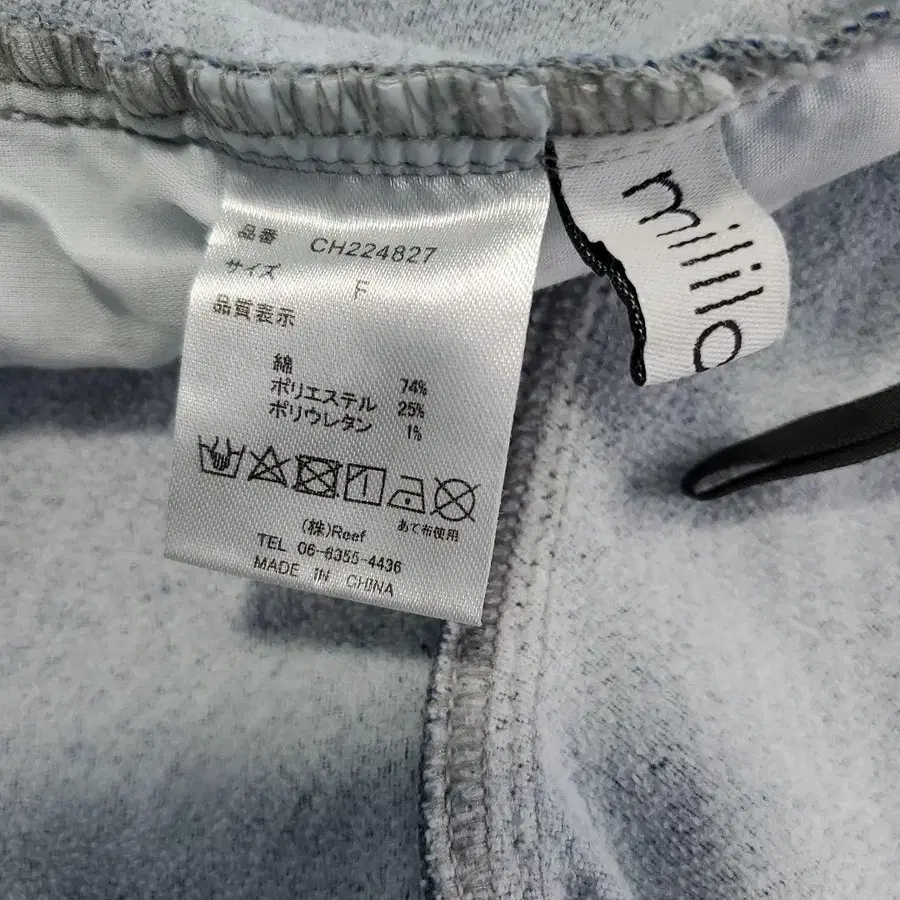 品番 CH224827
サイズ F
品質表示
綿 74%
ポリエステル 25%
ポリウレタン 1%
あて布使用
(株)Reef
TEL 06-6355-4436
MADE IN CHINA
milila